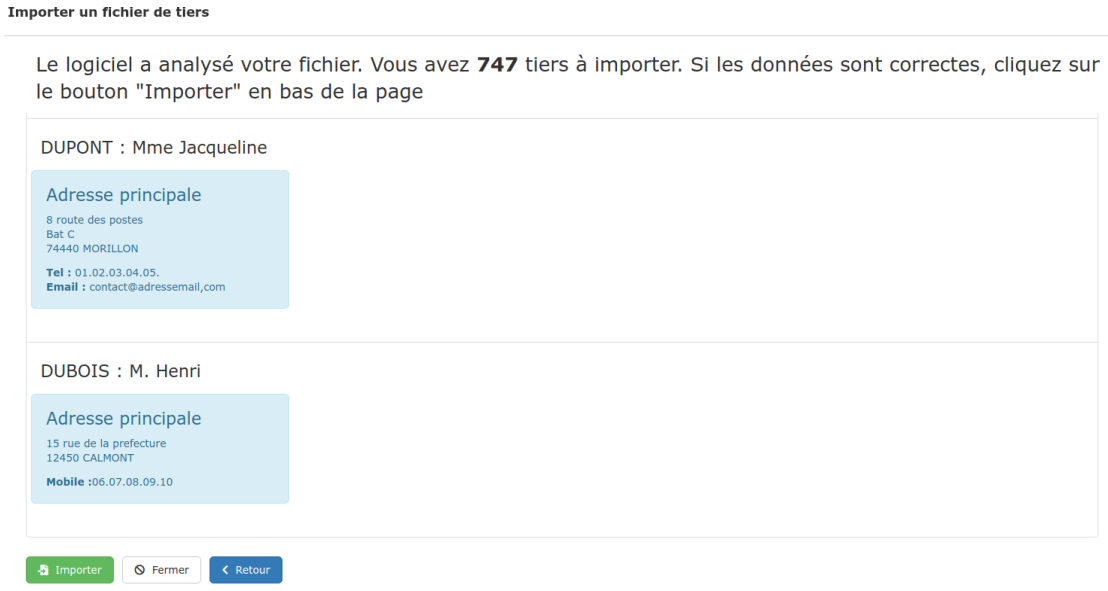 Importer un fichier de tiers
Le logiciel a analysé votre fichier. Vous avez 747 tiers à importer. Si les données sont correctes, cliquez sur
le bouton "Importer" en bas de la page
DUPONT : Mme Jacqueline
Adresse principale
8 route des postes
Bat C
74440 MORILLON
Tel : 01.02.03.04.05.
Email : contact@adressemail,com
DUBOIS : M. Henri
Adresse principale
15 rue de la prefecture
12450 CALMONT
Mobile :06.07.08.09.10
Importer Fermer Retour